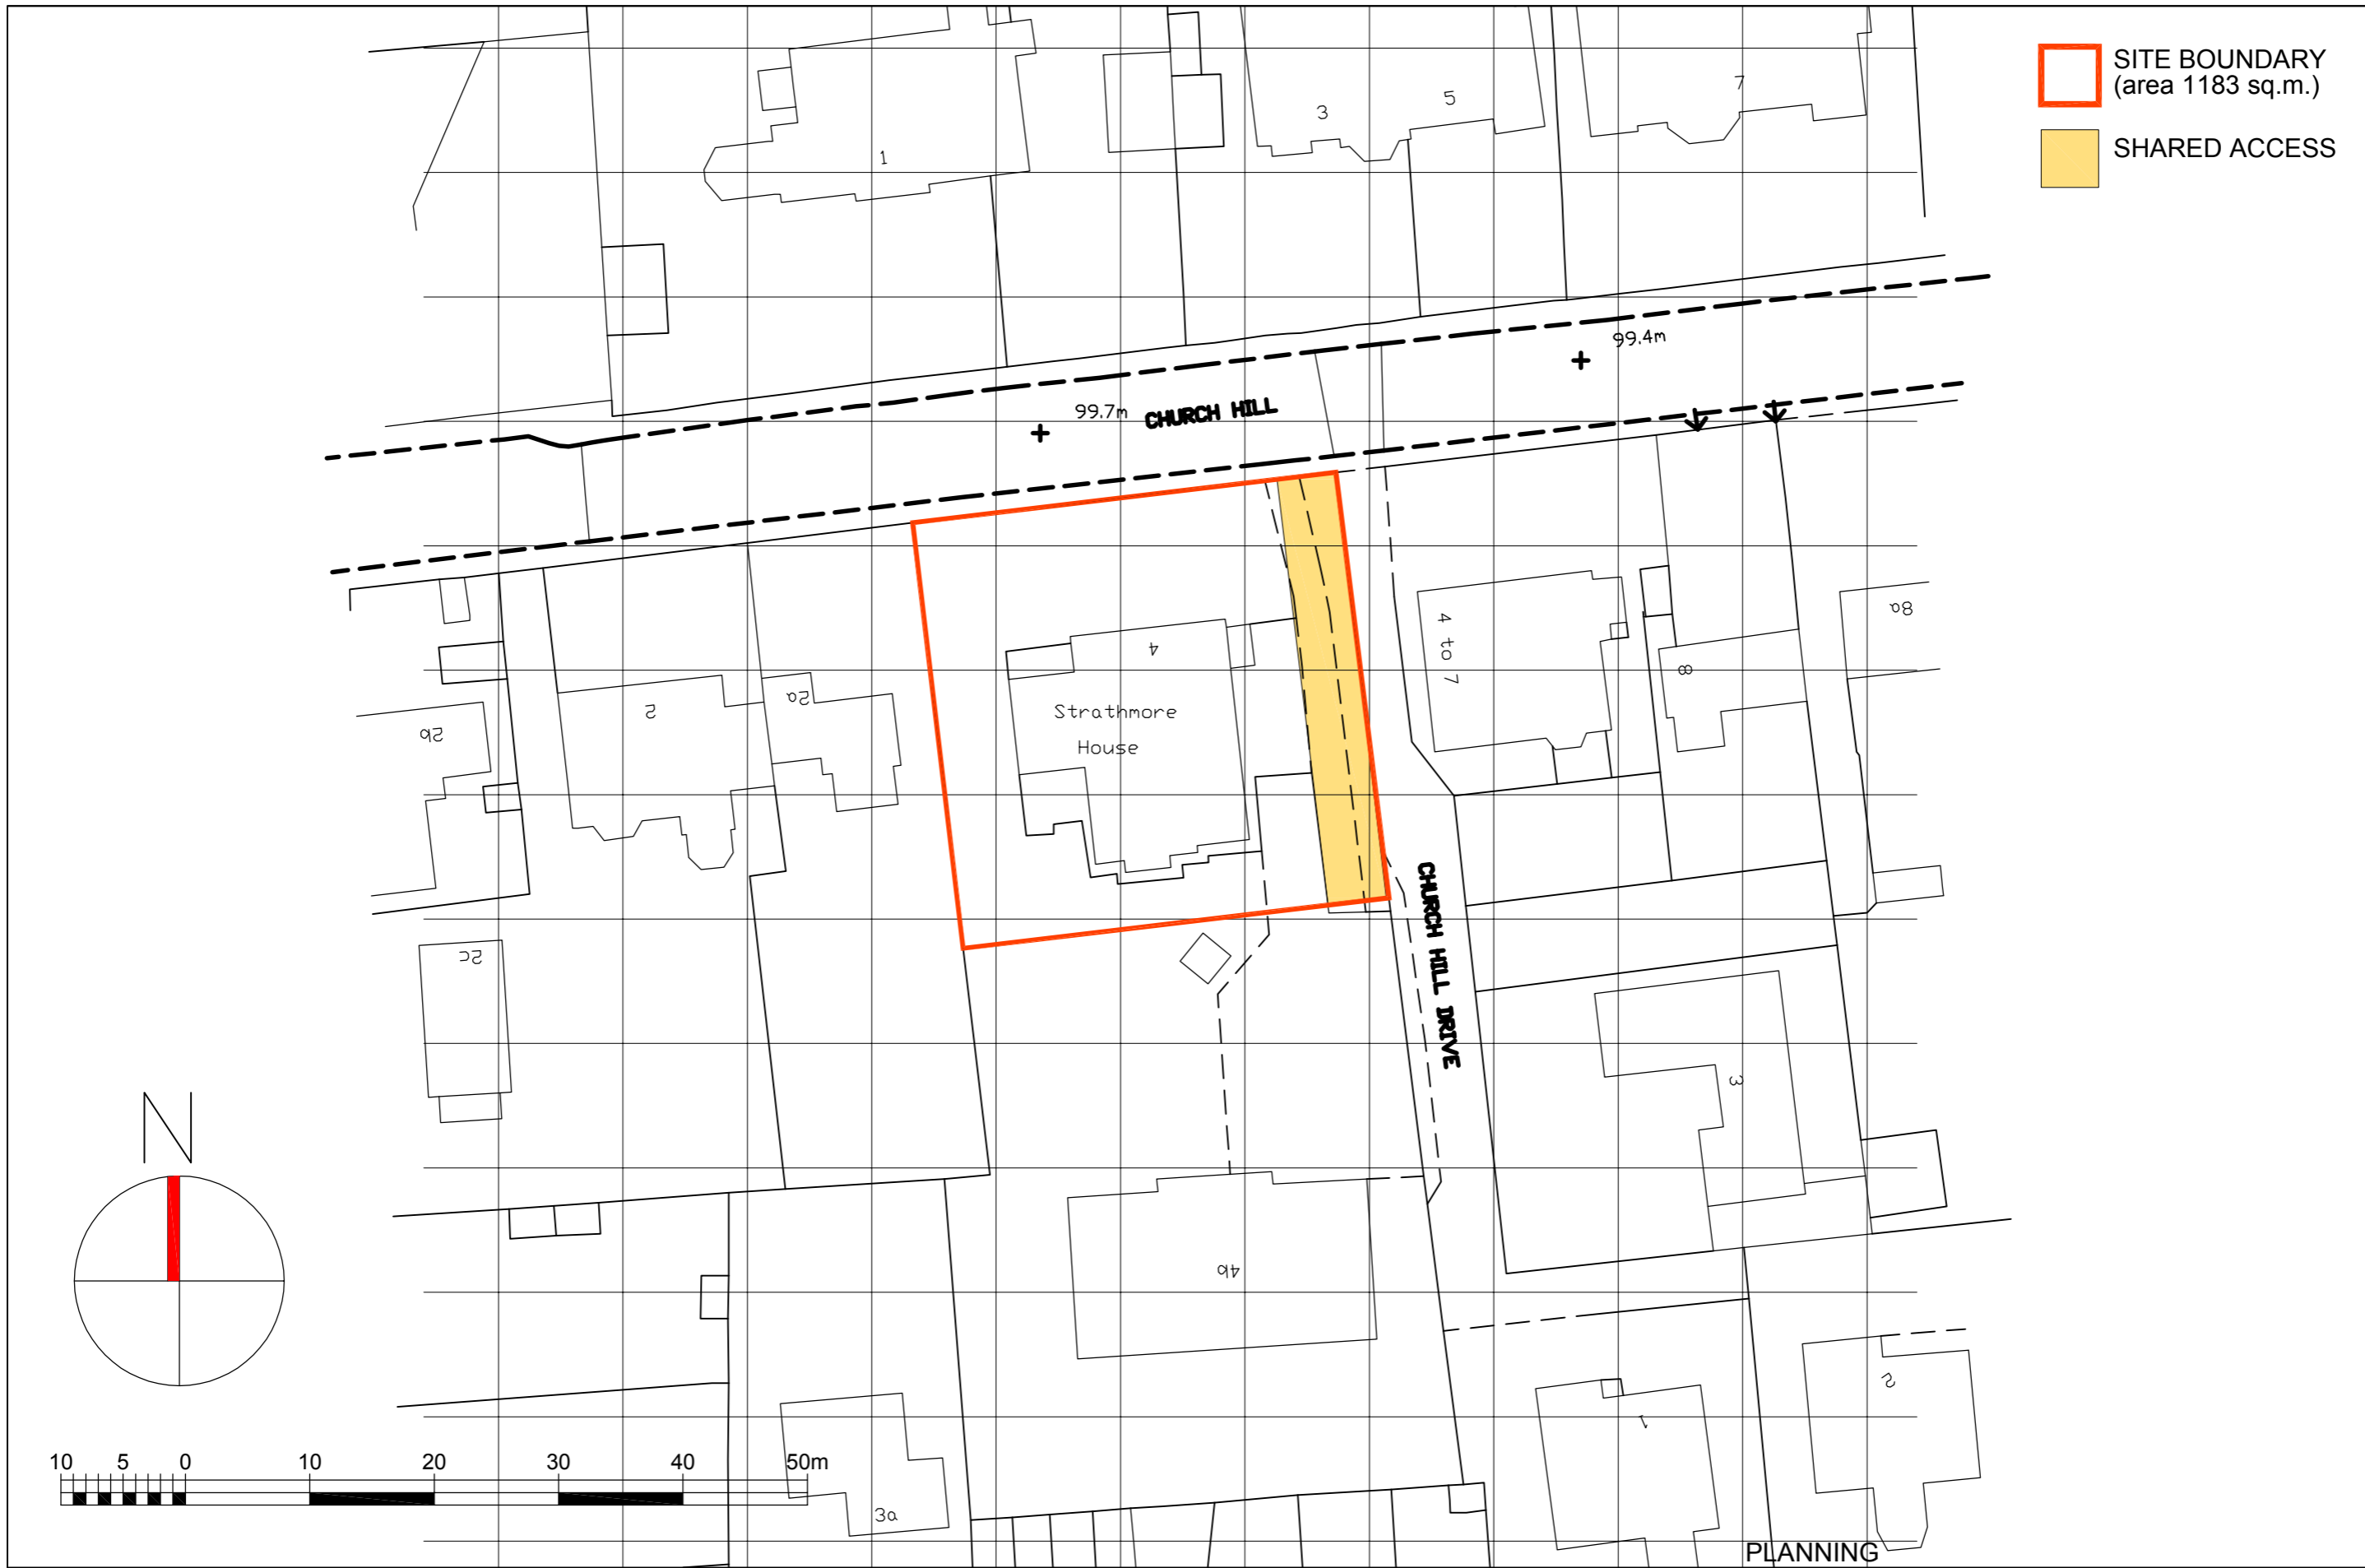 SITE BOUNDARY
(area 1183 sq.m.)
SHARED ACCESS
1
3
5
7
99.4m
99.7m
CHURCH HILL
2b
2
2a
4
Strathmore
House
4 to 7
8
8a
2c
CHURCH HILL DRIVE
3
N
4b
1
2
3a
10 5 0 10 20 30 40 50m
PLANNING